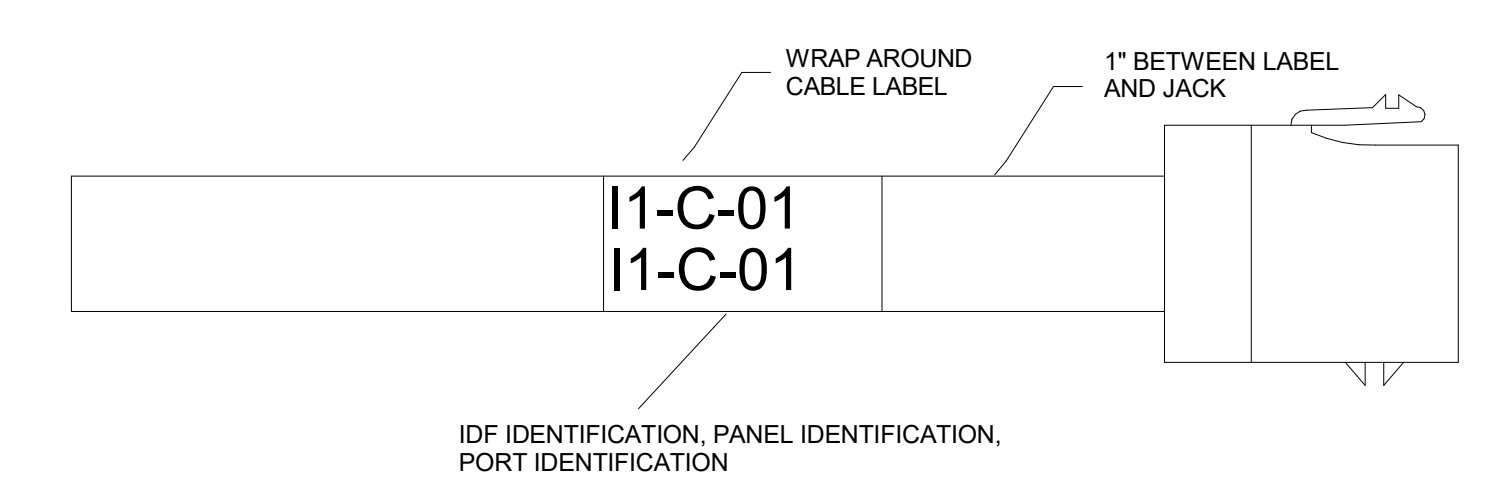 WRAP AROUND
CABLE LABEL
1" BETWEEN LABEL
AND JACK
I1-C-01
I1-C-01
IDF IDENTIFICATION, PANEL IDENTIFICATION,
PORT IDENTIFICATION